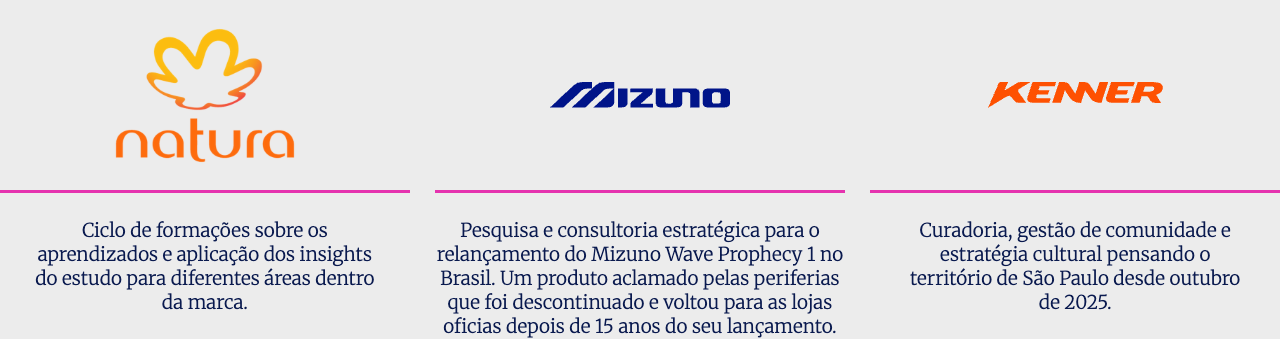 natura
MIZUNO
KENNER
Ciclo de formações sobre os
aprendizados e aplicação dos insights
do estudo para diferentes áreas dentro
da marca.
Pesquisa e consultoria estratégica para o
relançamento do Mizuno Wave Prophecy 1 no
Brasil. Um produto aclamado pelas periferias
que foi descontinuado e voltou para as lojas
oficias depois de 15 anos do seu lançamento.
Curadoria, gestão de comunidade e
estratégia cultural pensando o
território de São Paulo desde outubro
de 2025.